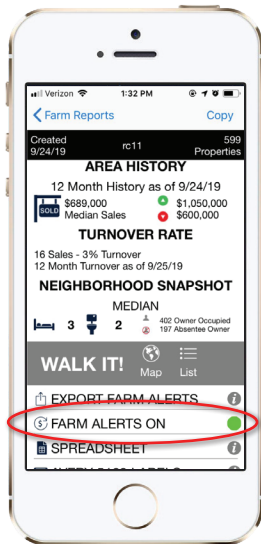 Verizon 1:32 PM
Farm Reports Copy
Created 9/24/19 rc11 599 Properties
AREA HISTORY
12 Month History as of 9/24/19
SOLD $689,000 Median Sales $1,050,000 $600,000
TURNOVER RATE
16 Sales - 3% Turnover
12 Month Turnover as of 9/25/19
NEIGHBORHOOD SNAPSHOT
MEDIAN
3 2 402 Owner Occupied
197 Absentee Owner
WALK IT! Map List
EXPORT FARM ALERTS
$ FARM ALERTS ON
SPREADSHEET